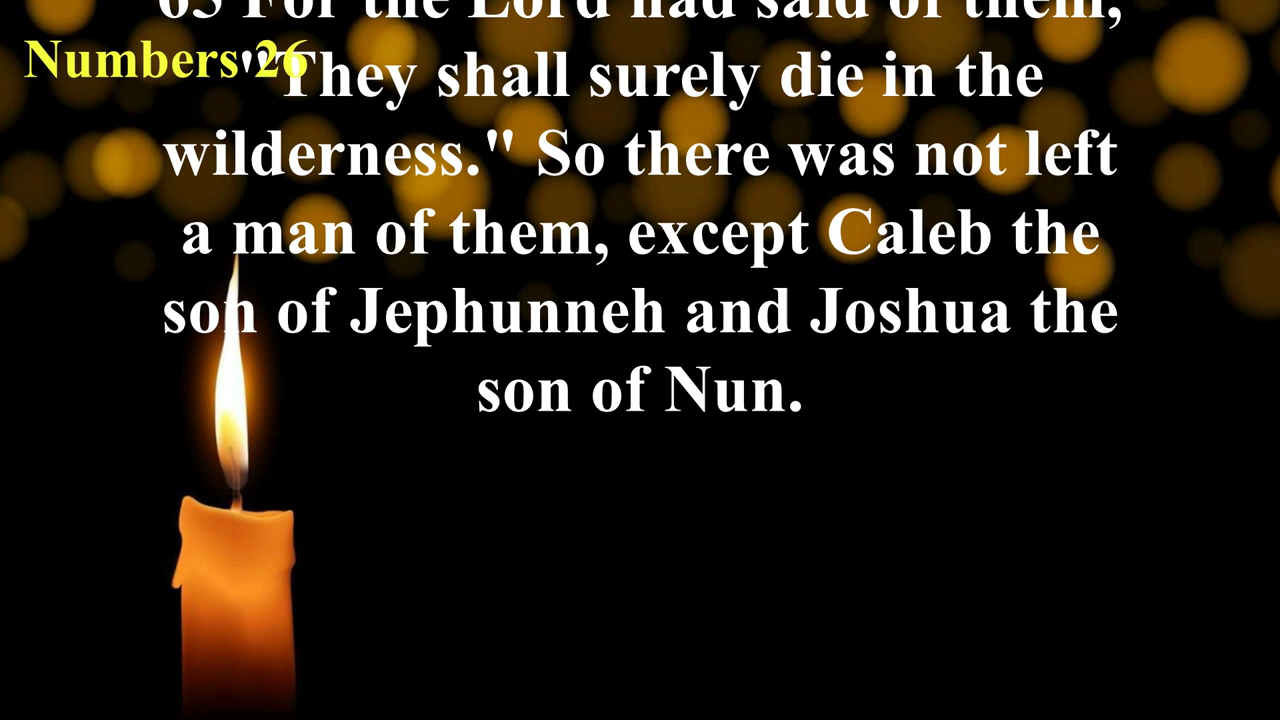 65 For the Lord had said of them,
Numbers 26
"They shall surely die in the
wilderness." So there was not left
a man of them, except Caleb the
son of Jephunneh and Joshua the
son of Nun.